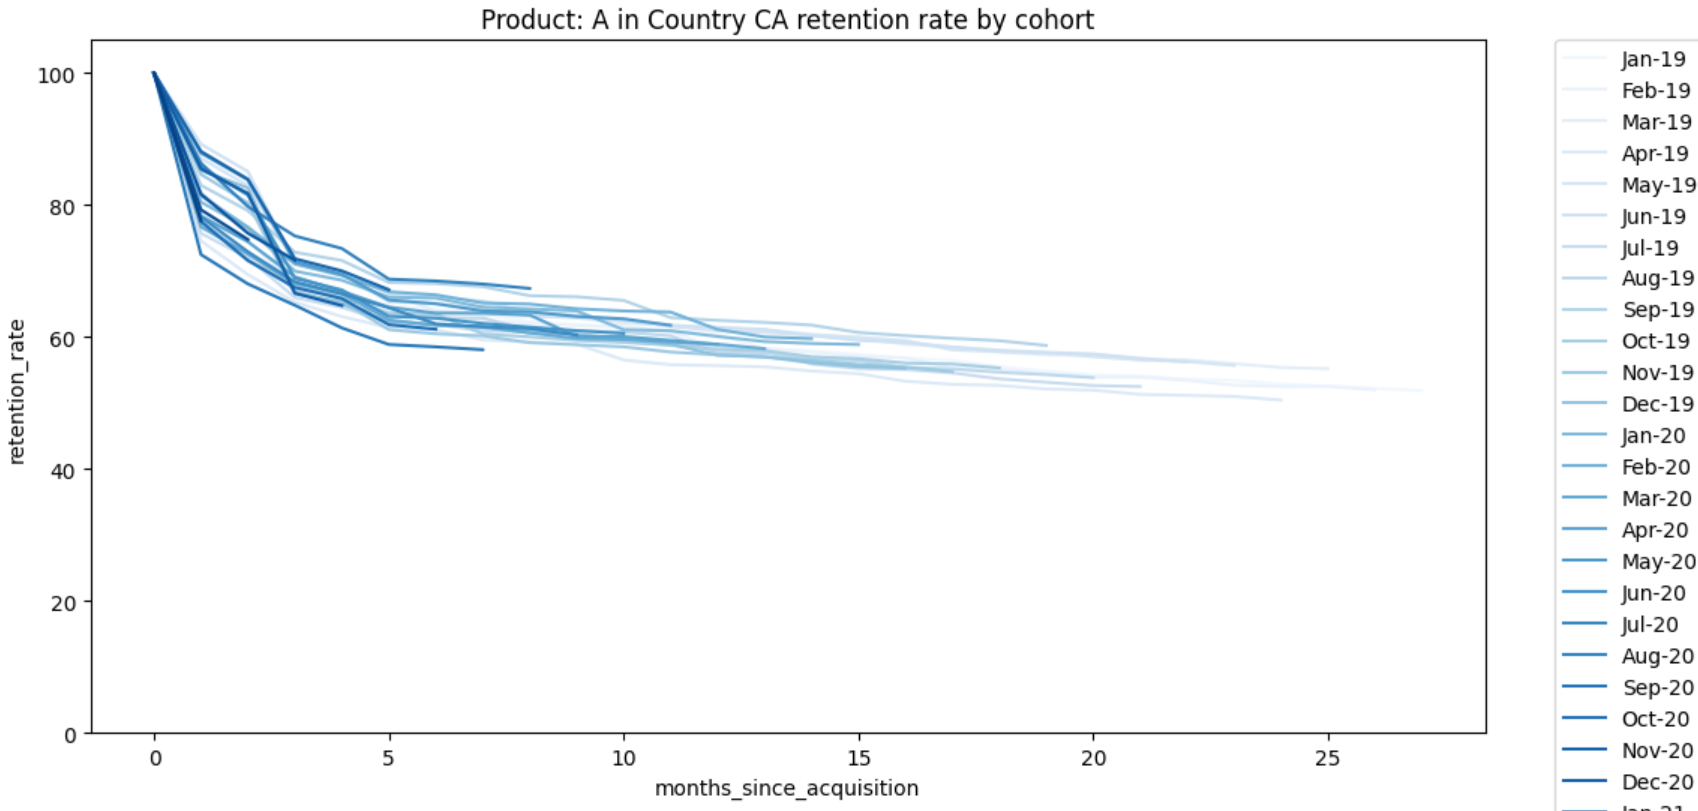 Product: A in Country CA retention rate by cohort
100
80
60
40
20
0
retention_rate
0 5 10 15 20 25
months_since_acquisition
Jan-19
Feb-19
Mar-19
Apr-19
May-19
Jun-19
Jul-19
Aug-19
Sep-19
Oct-19
Nov-19
Dec-19
Jan-20
Feb-20
Mar-20
Apr-20
May-20
Jun-20
Jul-20
Aug-20
Sep-20
Oct-20
Nov-20
Dec-20